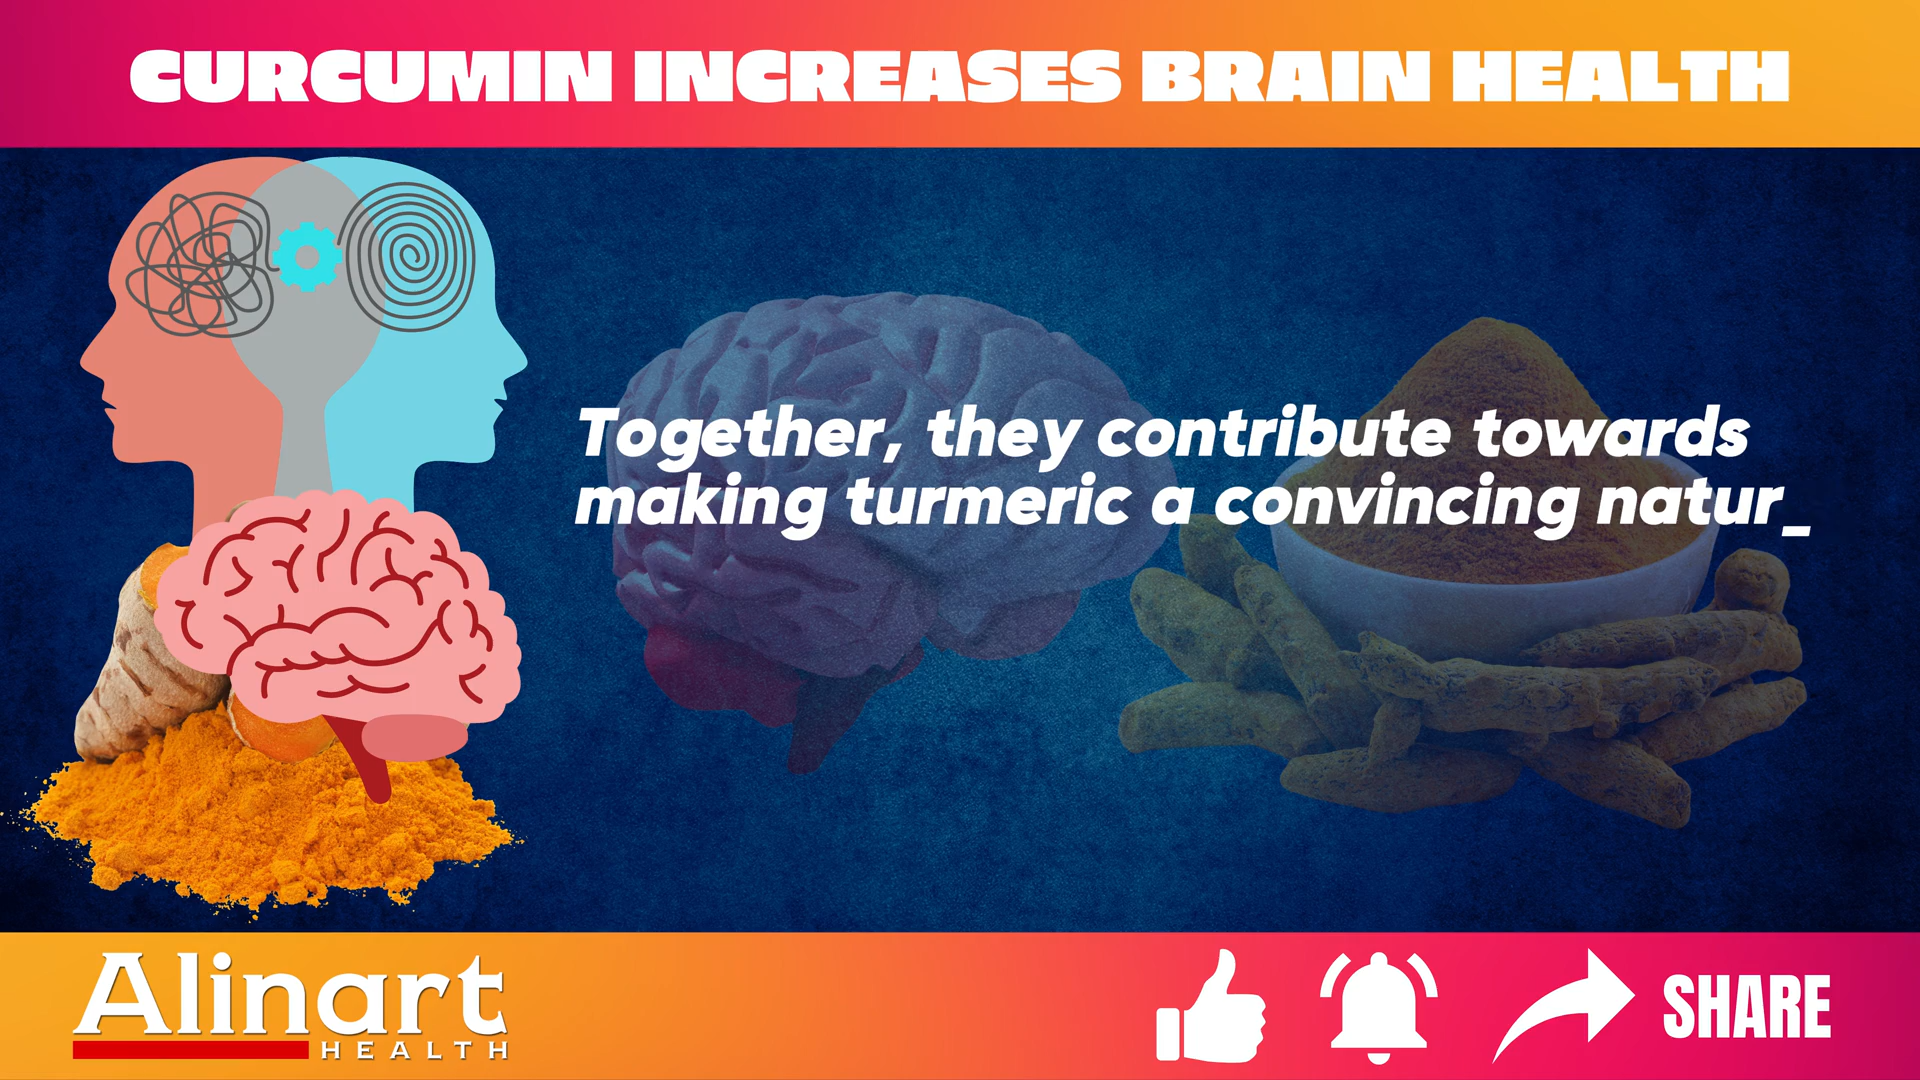 CURCUMIN INCREASES BRAIN HEALTH
Together, they contribute towards
making turmeric a convincing natur_
Alinart
HEALTH
SHARE